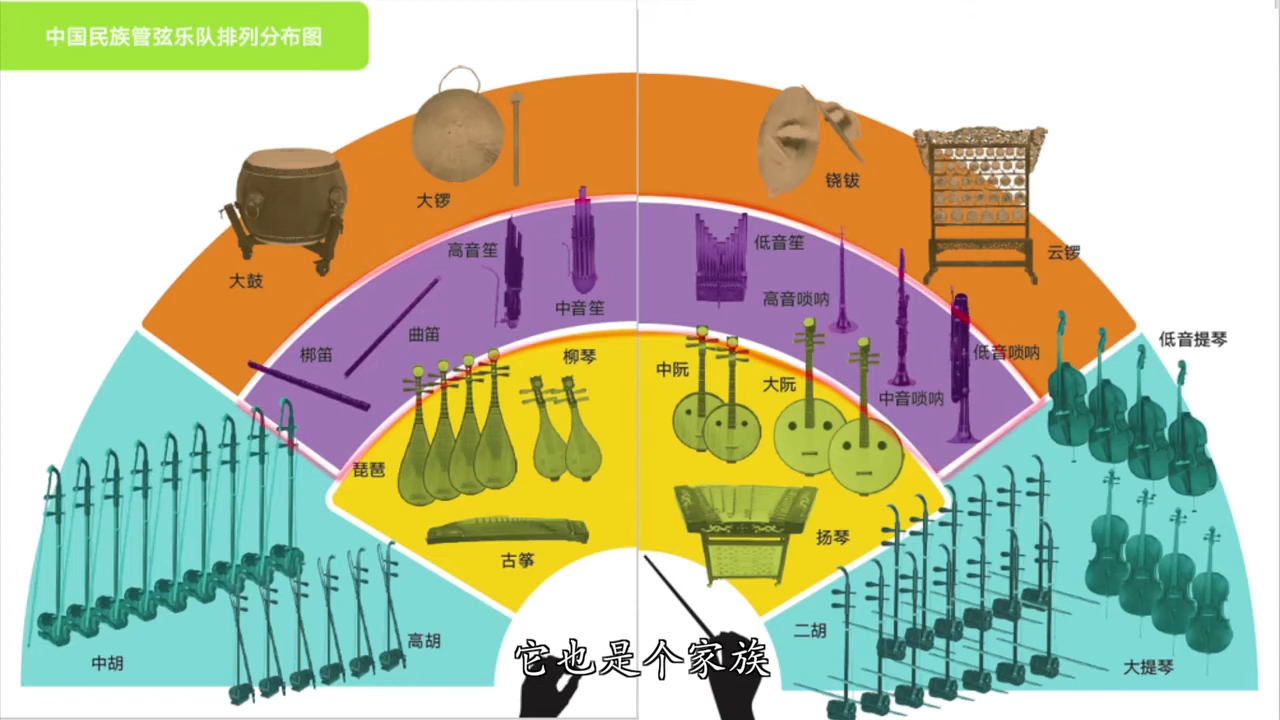 中国民族管弦乐队排列分布图
大锣
铙钹
大鼓
云锣
高音笙
中音笙
低音笙
高音唢呐
梆笛
曲笛
中音唢呐
低音唢呐
低音提琴
柳琴
中阮
大阮
琵琶
古筝
扬琴
中胡
高胡
二胡
大提琴
它也是个家族